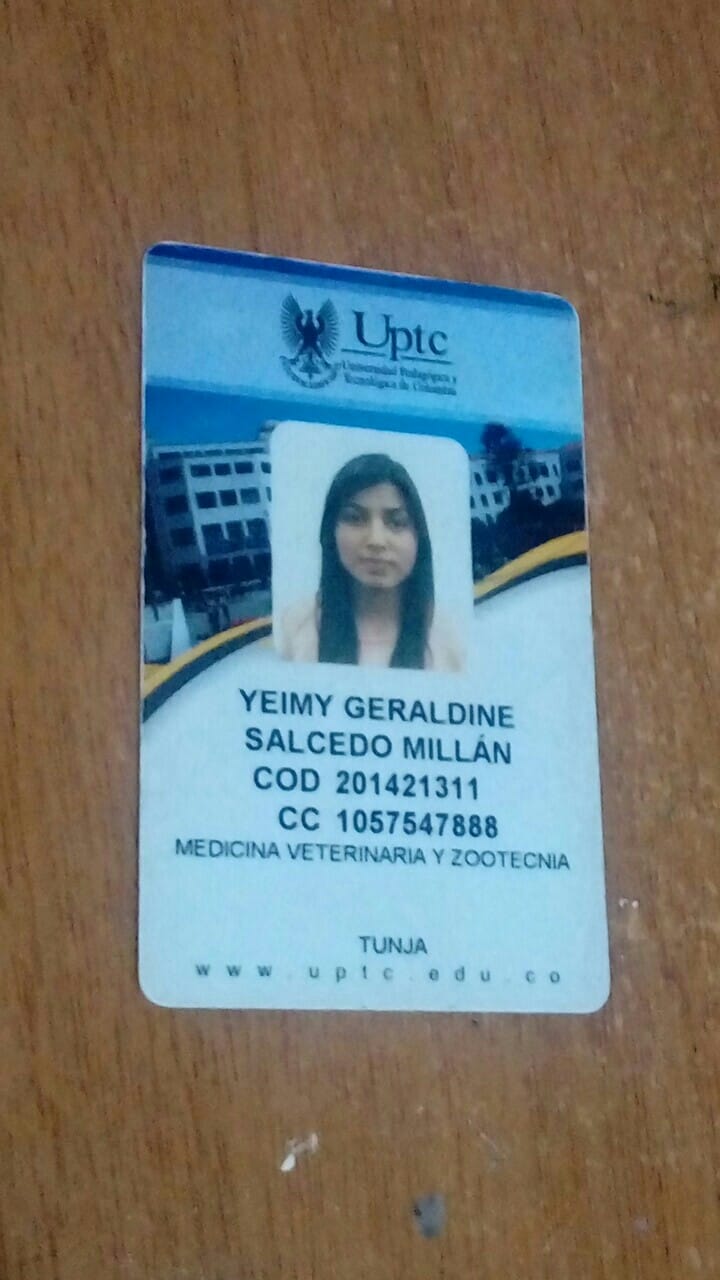 Uptc
Universidad Pedagógica y
Tecnológica de Colombia
YEIMY GERALDINE
SALCEDO MILLÁN
COD 201421311
CC 1057547888
MEDICINA VETERINARIA Y ZOOTECNIA
TUNJA
www.uptc.edu.co